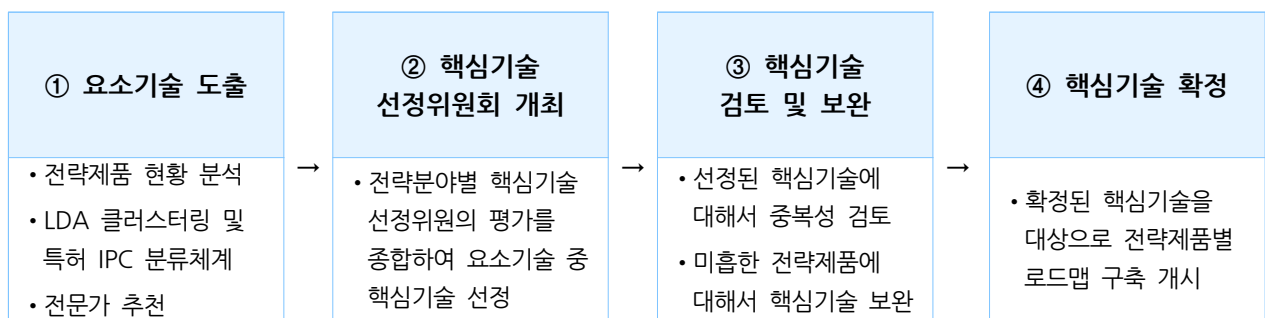 ① 요소기술 도출
• 전략제품 현황 분석
• LDA 클러스터링 및
특허 IPC 분류체계
• 전문가 추천
→
② 핵심기술
선정위원회 개최
• 전략분야별 핵심기술
선정위원의 평가를
종합하여 요소기술 중
핵심기술 선정
→
③ 핵심기술
검토 및 보완
• 선정된 핵심기술에
대해서 중복성 검토
• 미흡한 전략제품에
대해서 핵심기술 보완
→
④ 핵심기술 확정
• 확정된 핵심기술을
대상으로 전략제품별
로드맵 구축 개시